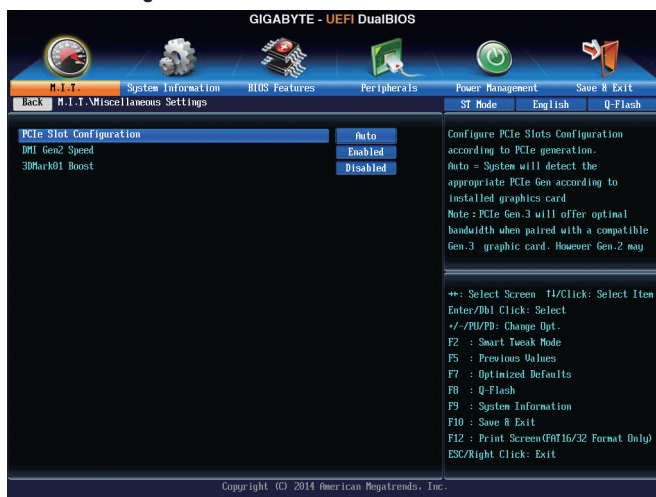 GIGABYTE - UEFI DualBIOS
M.I.T.
System Information
BIOS Features
Peripherals
Power Management
Save & Exit
Back
M.I.T.\Miscellaneous Settings
ST Mode
English
Q-Flash
PCIe Slot Configuration
Auto
DMI Gen2 Speed
Enabled
3DMark01 Boost
Disabled
Configure PCIe Slots Configuration
according to PCIe generation.
Auto = System will detect the
appropriate PCIe Gen according to
installed graphics card
Note : PCIe Gen.3 will offer optimal
bandwidth when paired with a compatible
Gen.3 graphic card. However Gen.2 may
↔: Select Screen ↑↓/Click: Select Item
Enter/Dbl Click: Select
+/-/PU/PD: Change Opt.
F2 : Smart Tweak Mode
F5 : Previous Values
F7 : Optimized Defaults
F8 : Q-Flash
F9 : System Information
F10 : Save & Exit
F12 : Print Screen(FAT16/32 Format Only)
ESC/Right Click: Exit
Copyright (C) 2014 American Megatrends, Inc.